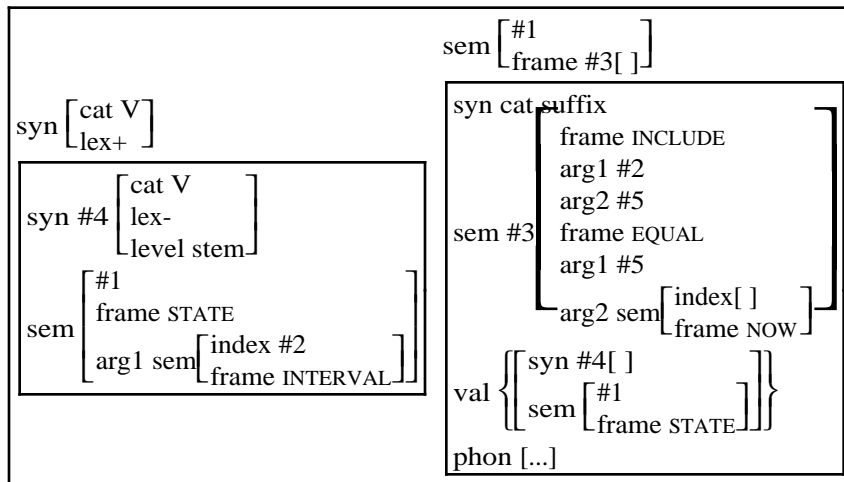 syn [cat V
lex+]
syn #4 [cat V
lex-
level stem]
sem [#1
frame STATE
arg1 sem [index #2
frame INTERVAL]]
sem [#1
frame #3[ ]]
syn cat suffix
sem #3 [frame INCLUDE
arg1 #2
arg2 #5
frame EQUAL
arg1 #5
arg2 sem [index[ ]
frame NOW]]
val {[syn #4[ ]
sem [#1
frame STATE]]}
phon [...]